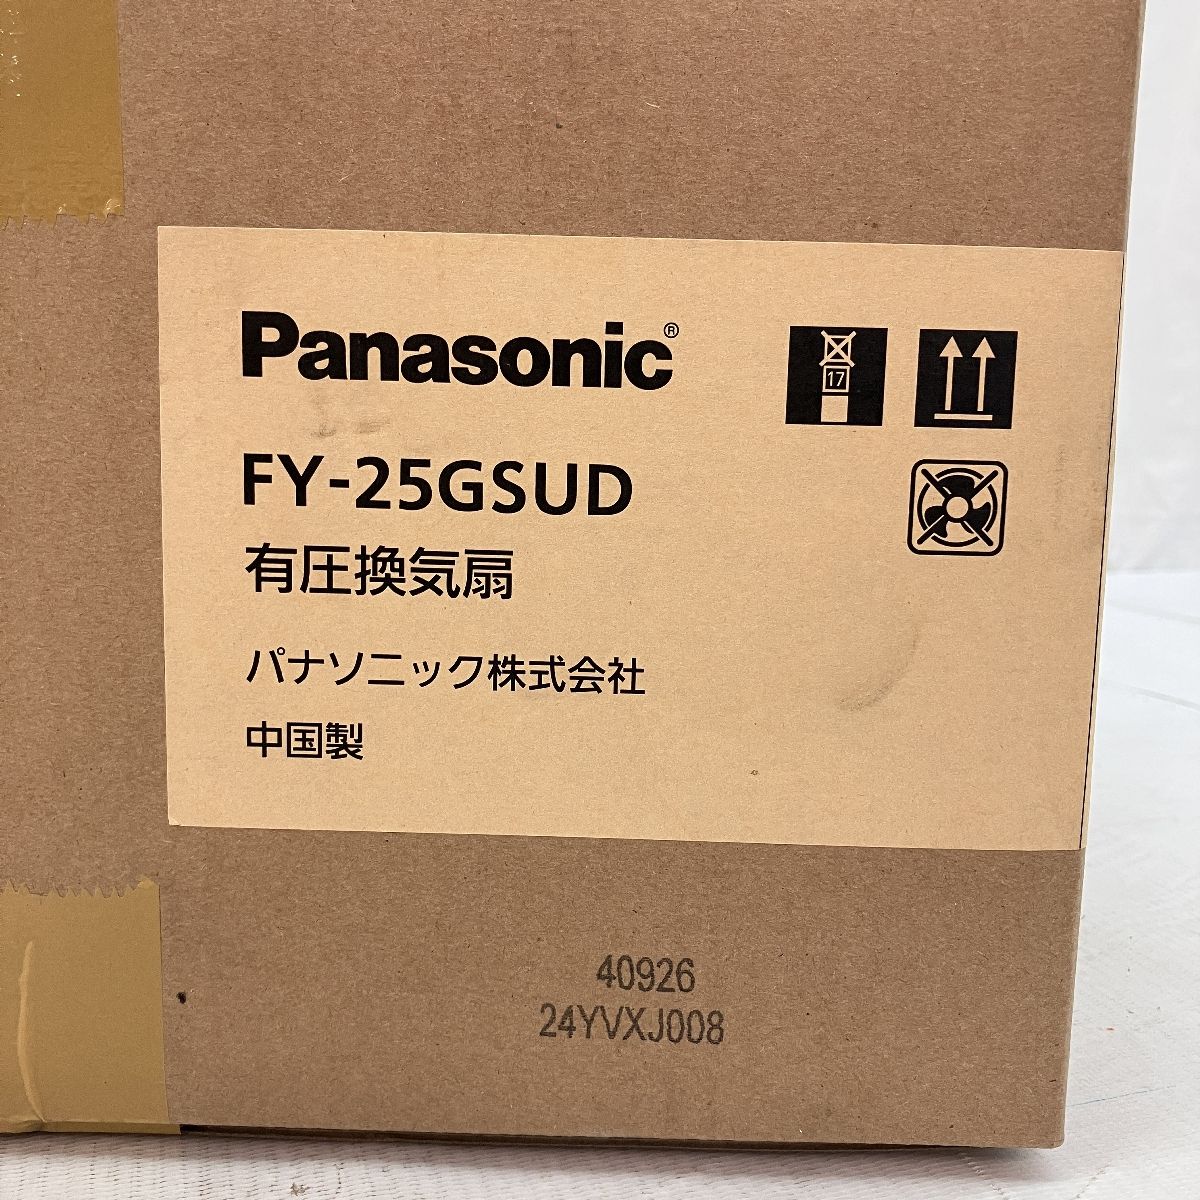 Panasonic®
17
FY-25GSUD
有圧換気扇
パナソニック株式会社
中国製
40926
24YVXJ008